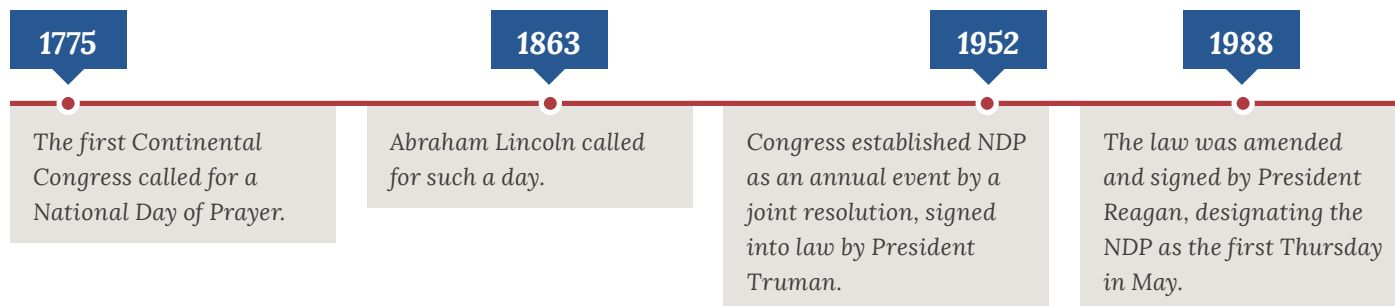 1775
The first Continental
Congress called for a
National Day of Prayer.
1863
Abraham Lincoln called
for such a day.
1952
Congress established NDP
as an annual event by a
joint resolution, signed
into law by President
Truman.
1988
The law was amended
and signed by President
Reagan, designating the
NDP as the first Thursday
in May.